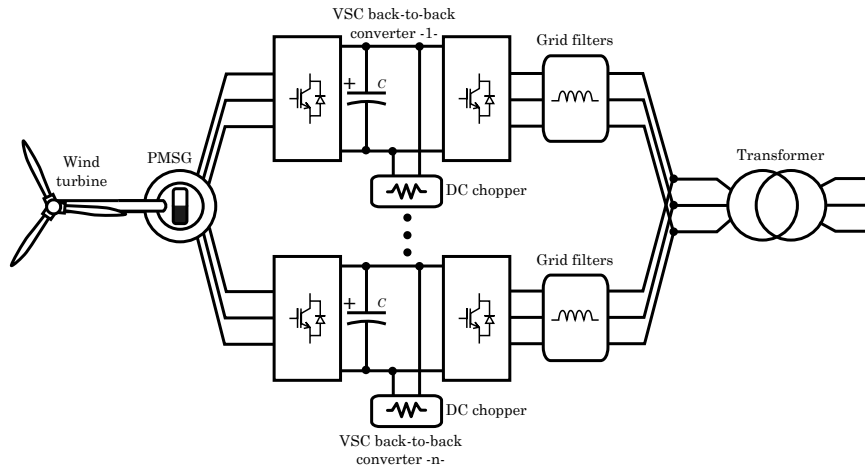 VSC back-to-back
converter -1-
Grid filters
+
C
Wind
turbine
PMSG
Transformer
DC chopper
Grid filters
+
C
DC chopper
VSC back-to-back
converter -n-